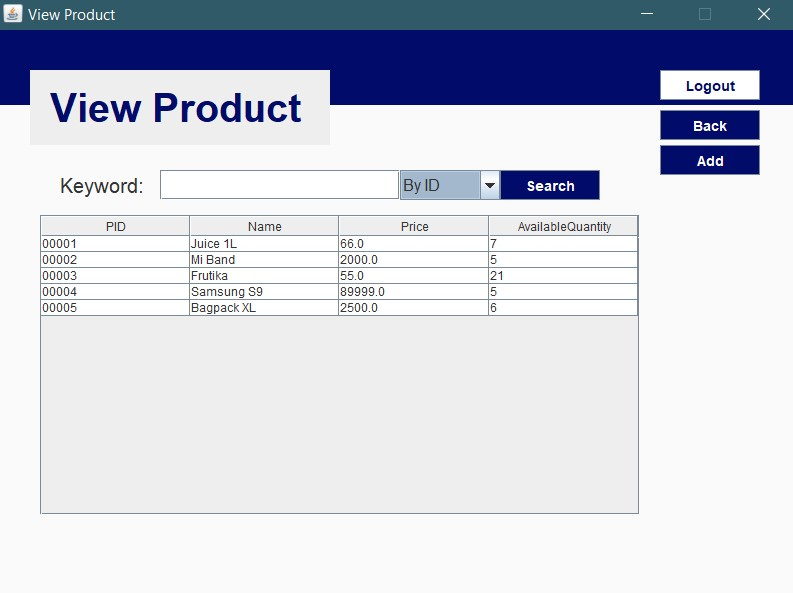 View Product
Logout
View Product
Back
Add
Keyword: By ID Search
PID Name Price AvailableQuantity
00001 Juice 1L 66.0 7
00002 Mi Band 2000.0 5
00003 Frutika 55.0 21
00004 Samsung S9 89999.0 5
00005 Bagpack XL 2500.0 6